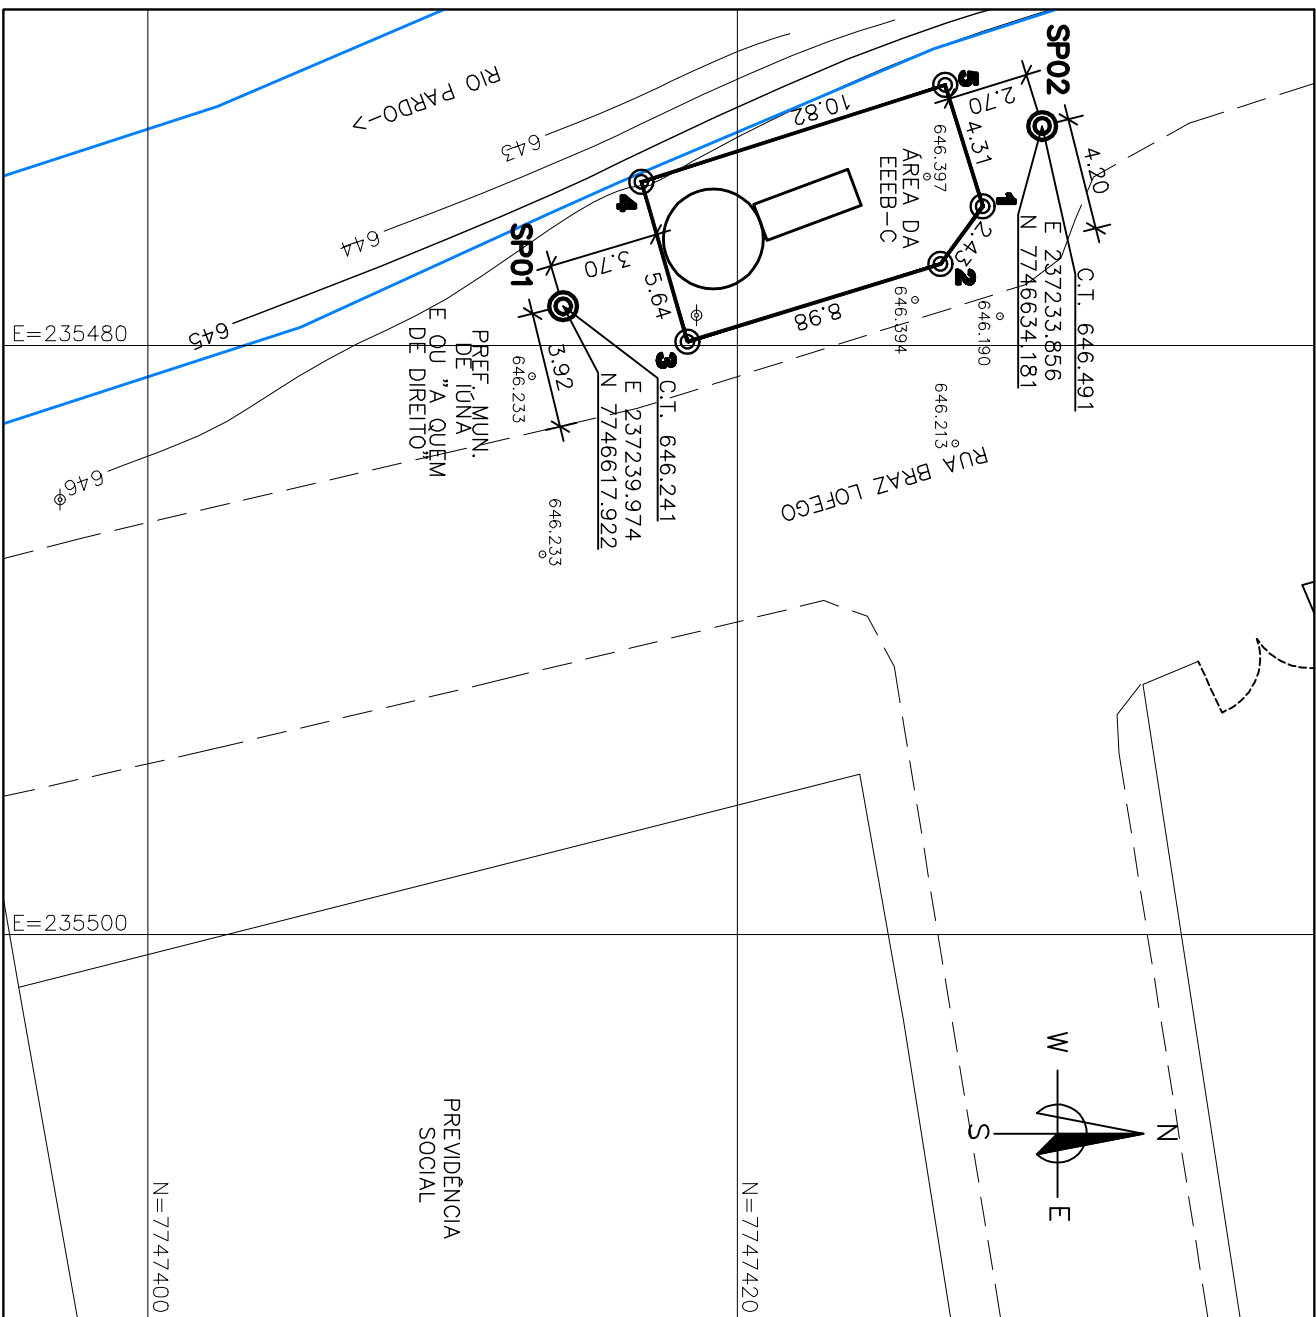 SP02
5
2.70
4.20
4.31
10.82
646.397
ÁREA DA
EEEB-C
1
2.43
2
C.T. 646.491
E 237233.856
N 7746634.181
646.190
646.394
646.213
8.98
RIO PARDO->
643
644
645
646
4
SP01
3.70
5.64
3
3.92
C.T. 646.241
E 237239.974
N 7746617.922
646.233
646.233
PREF. MUN.
DE IÚNA
E OU "A QUEM
DE DIREITO"
RUA BRAZ LOFEGO
E=235480
E=235500
N=7747400
N=7747420
PREVIDÊNCIA
SOCIAL
W
N
S
E